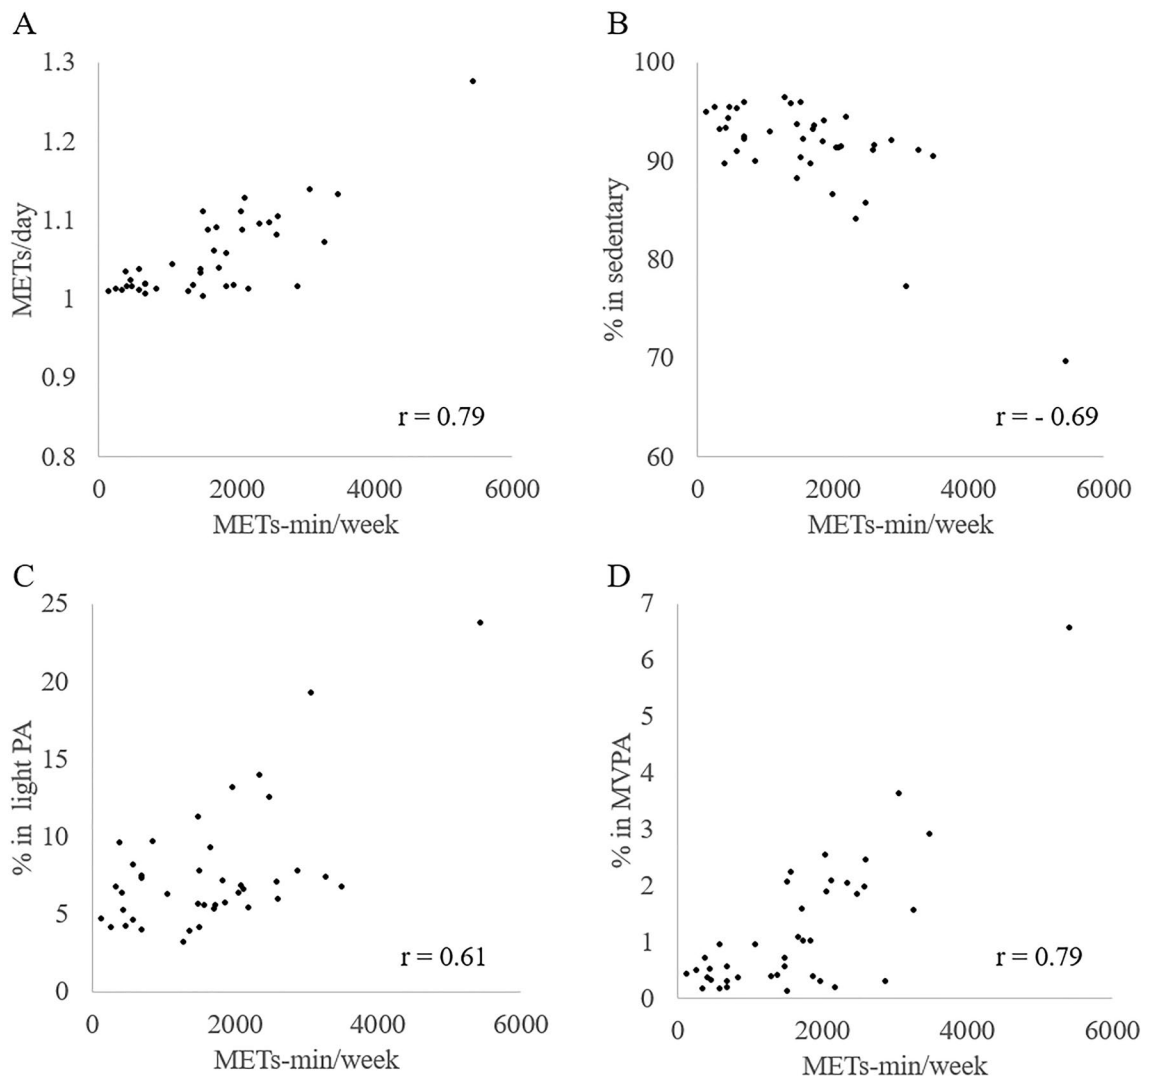 A
1.3
1.2
1.1
1
0.9
0.8
METs/day
r = 0.79
0 2000 4000 6000
METs-min/week
B
100
90
80
70
60
% in sedentary
r = - 0.69
0 2000 4000 6000
METs-min/week
C
25
20
15
10
5
0
% in light PA
r = 0.61
0 2000 4000 6000
METs-min/week
D
7
6
5
4
3
2
1
0
% in MVPA
r = 0.79
0 2000 4000 6000
METs-min/week